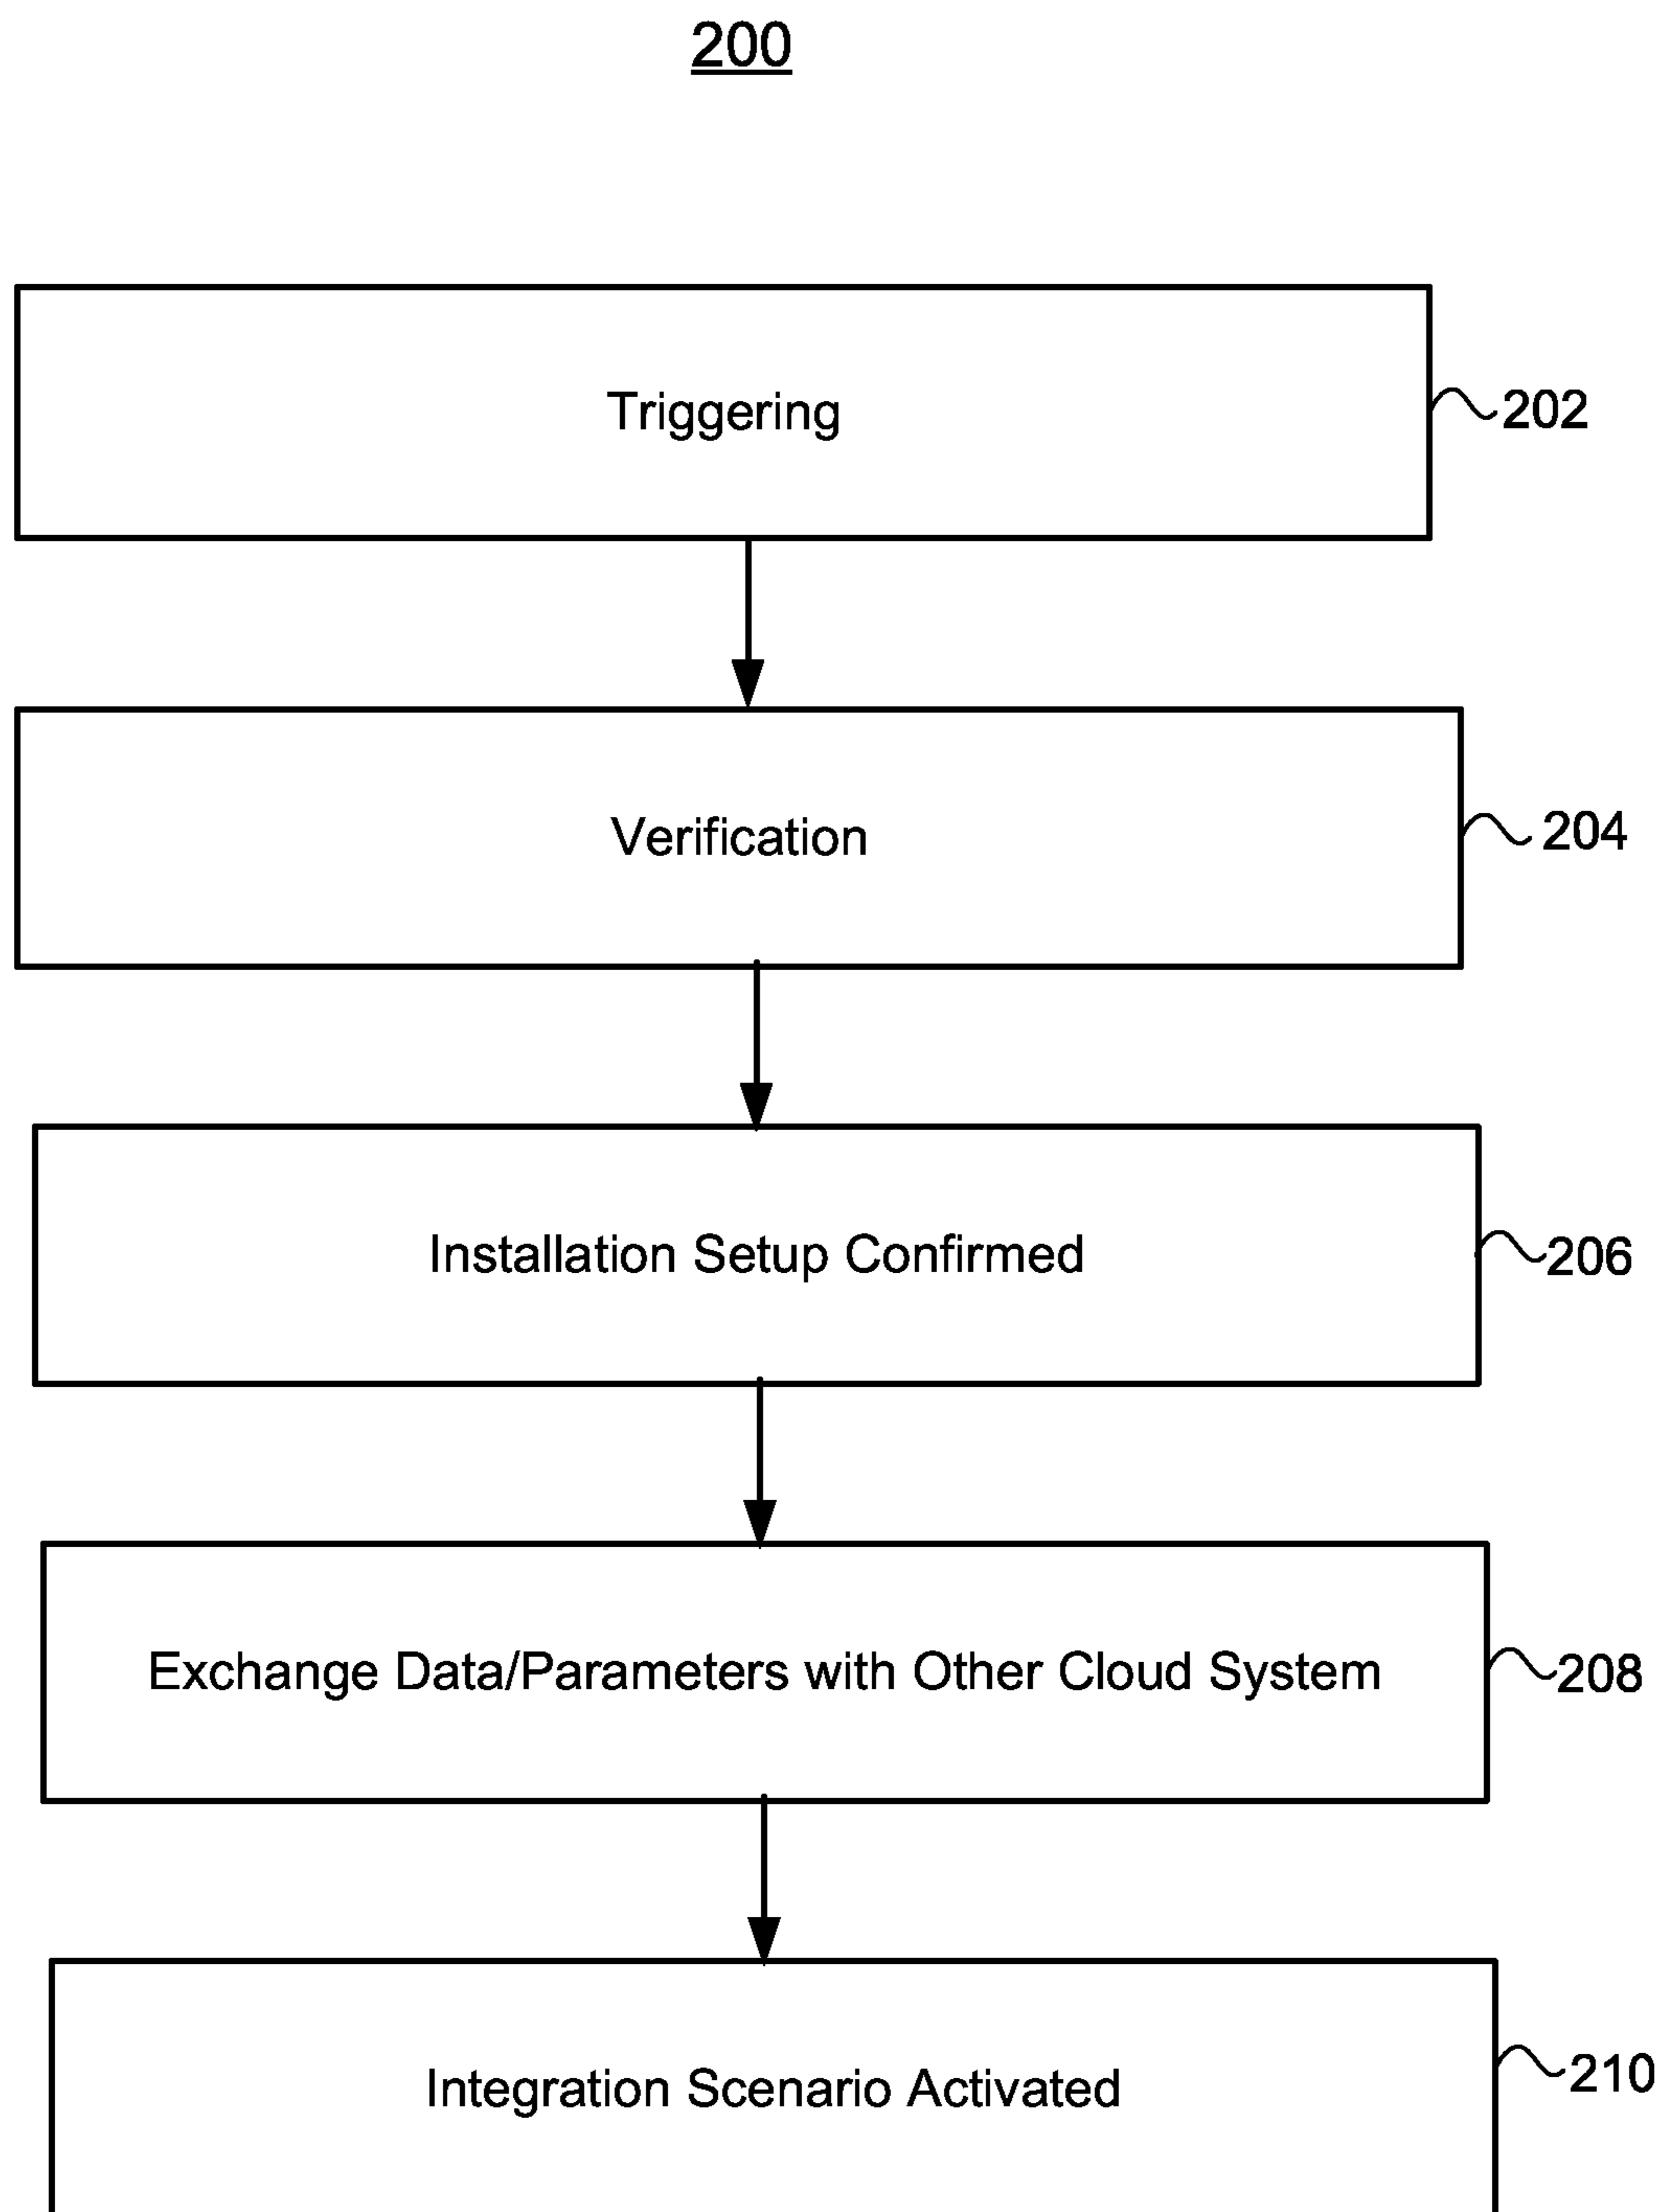 200
Triggering
202
Verification
204
Installation Setup Confirmed
206
Exchange Data/Parameters with Other Cloud System
208
Integration Scenario Activated
210